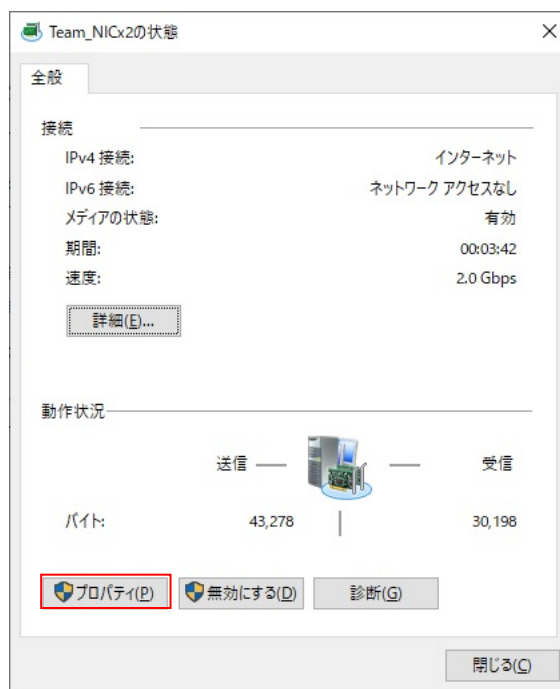 Team_NICx2の状態
全般
接続
IPv4 接続: インターネット
IPv6 接続: ネットワーク アクセスなし
メディアの状態: 有効
期間: 00:03:42
速度: 2.0 Gbps
詳細(E)...
動作状況
送信 受信
バイト: 43,278 30,198
プロパティ(P) 無効にする(D) 診断(G)
閉じる(C)